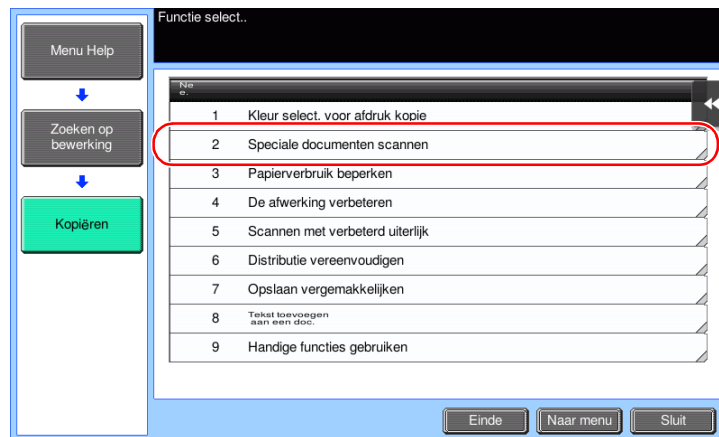 Functie select..
Menu Help
Zoeken op
bewerking
Kopiëren
Ne
e.
1 Kleur select. voor afdruk kopie
2 Speciale documenten scannen
3 Papierverbruik beperken
4 De afwerking verbeteren
5 Scannen met verbeterd uiterlijk
6 Distributie vereenvoudigen
7 Opslaan vergemakkelijken
8 Tekst toevoegen
aan een doc.
9 Handige functies gebruiken
Einde Naar menu Sluit